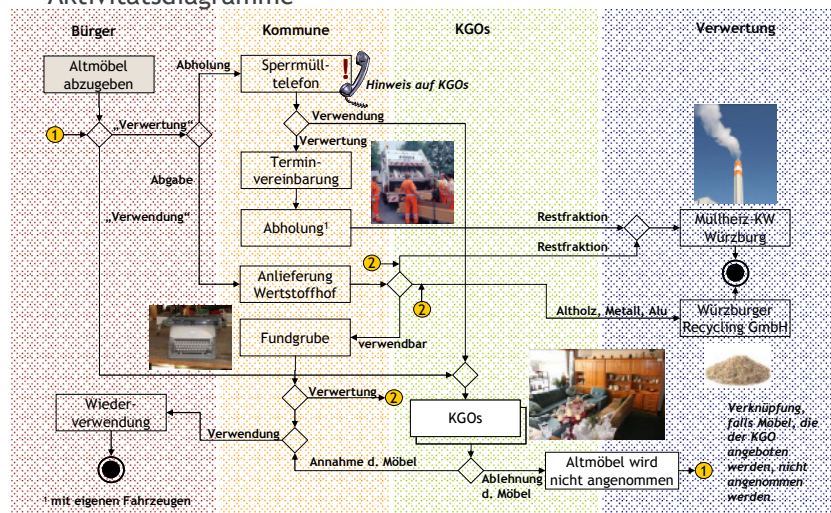 Aktivitätsdiagramme
Bürger
Kommune
KGOs
Verwertung
Altmöbel
abzugeben
Abholung
Sperrmüll-
telefon
!
Hinweis auf KGOs
1
„Verwertung“
Verwendung
Verwertung
Abgabe
Termin-
vereinbarung
„Verwendung“
Abholung¹
Restfraktion
Müllheiz-KW
Würzburg
Restfraktion
2
Anlieferung
Wertstoffhof
2
Altholz, Metall, Alu
Würzburger
Recycling GmbH
Fundgrube
verwendbar
Verwertung
2
Wieder-
verwendung
KGOs
Verwendung
Verknüpfung,
falls Möbel, die
der KGO
angeboten
werden, nicht
angenommen
werden.
Annahme d. Möbel
Ablehnung
d. Möbel
Altmöbel wird
nicht angenommen
1
¹ mit eigenen Fahrzeugen